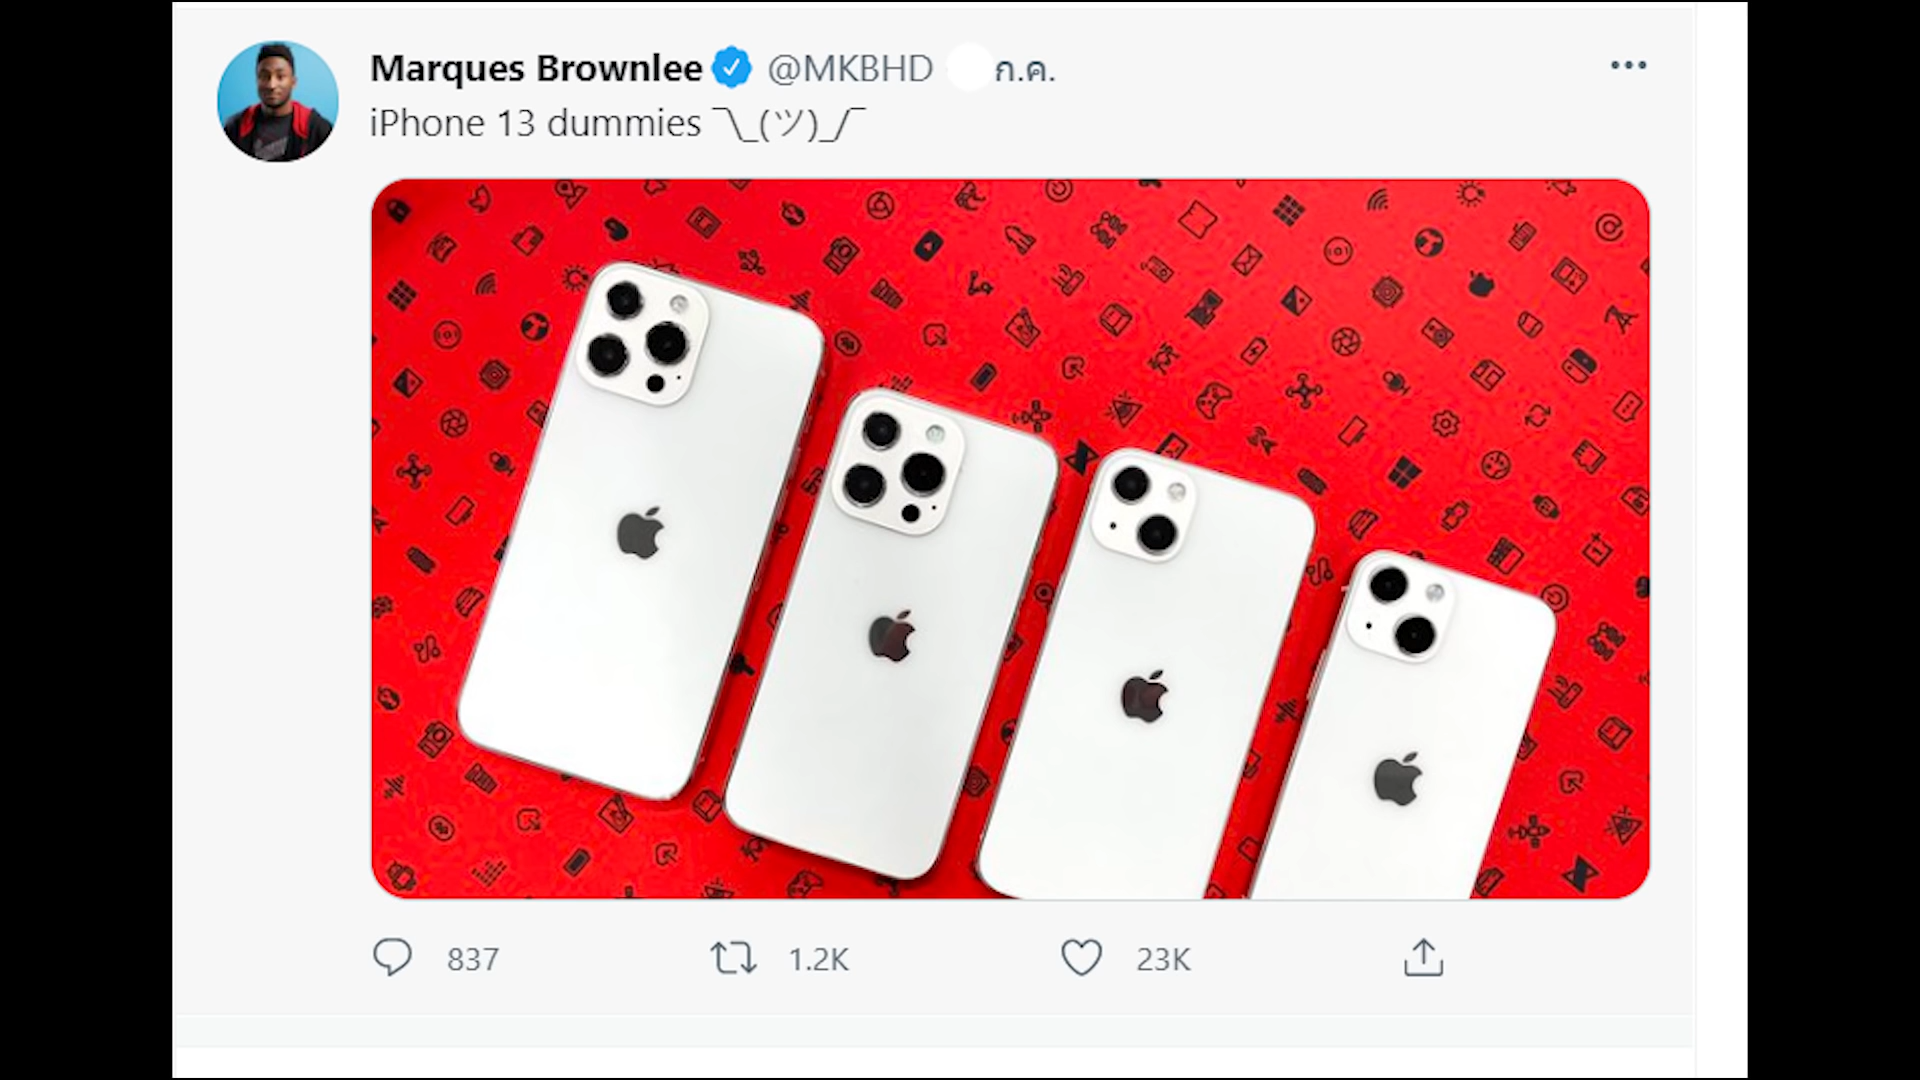 Marques Brownlee @MKBHD ก.ค.
iPhone 13 dummies ¯\_(ツ)_/¯
837 1.2K 23K